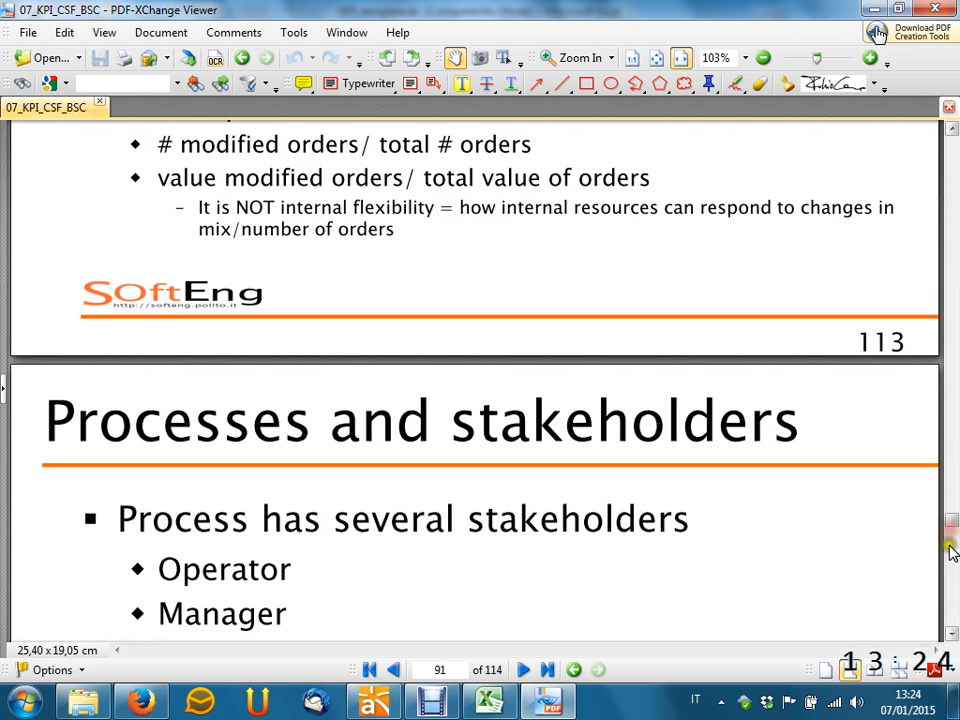 07_KPI_CSF_BSC - PDF-XChange Viewer
File Edit View Document Comments Tools Window Help
Download PDF
Creation Tools
Open...
OCR
Zoom In
103%
Typewriter
07_KPI_CSF_BSC
# modified orders/ total # orders
value modified orders/ total value of orders
– It is NOT internal flexibility = how internal resources can respond to changes in
mix/number of orders
SOftEng
http://softeng.polito.it
113
Processes and stakeholders
Process has several stakeholders
Operator
Manager
25,40 x 19,05 cm
Options
91 of 114
13:24
IT
13:24
07/01/2015